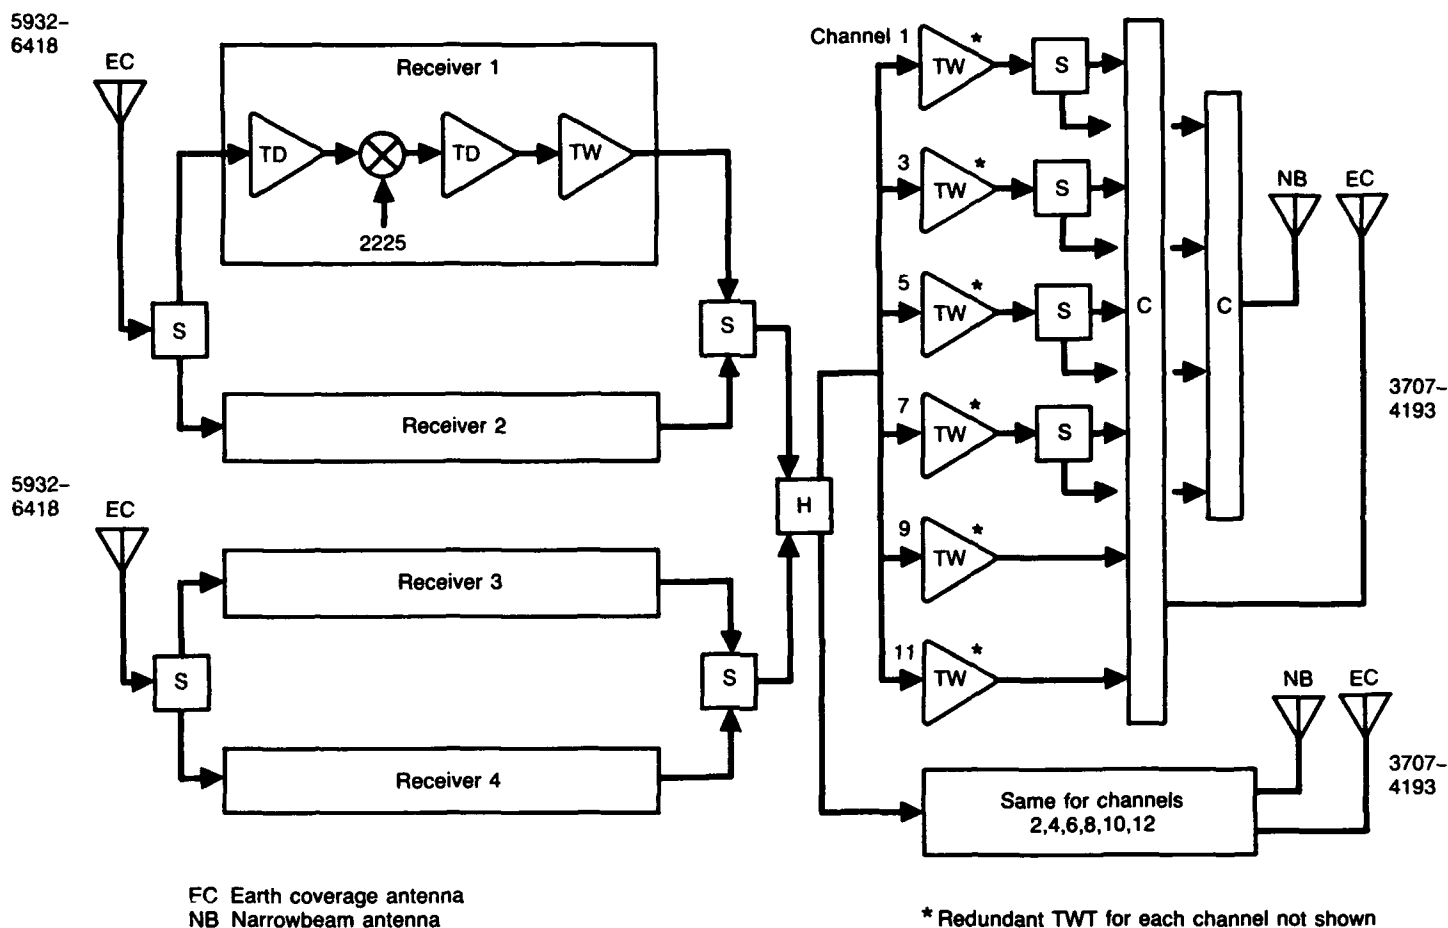 5932–
6418
EC
Receiver 1
TD
TD
TW
2225
S
S
Receiver 2
5932–
6418
EC
Receiver 3
S
S
Receiver 4
H
Channel 1
TW
*
S
3
TW
*
S
5
TW
*
S
7
TW
*
S
9
TW
*
11
TW
*
C
C
NB
EC
3707–
4193
NB
EC
3707–
4193
Same for channels
2,4,6,8,10,12
EC Earth coverage antenna
NB Narrowbeam antenna
* Redundant TWT for each channel not shown